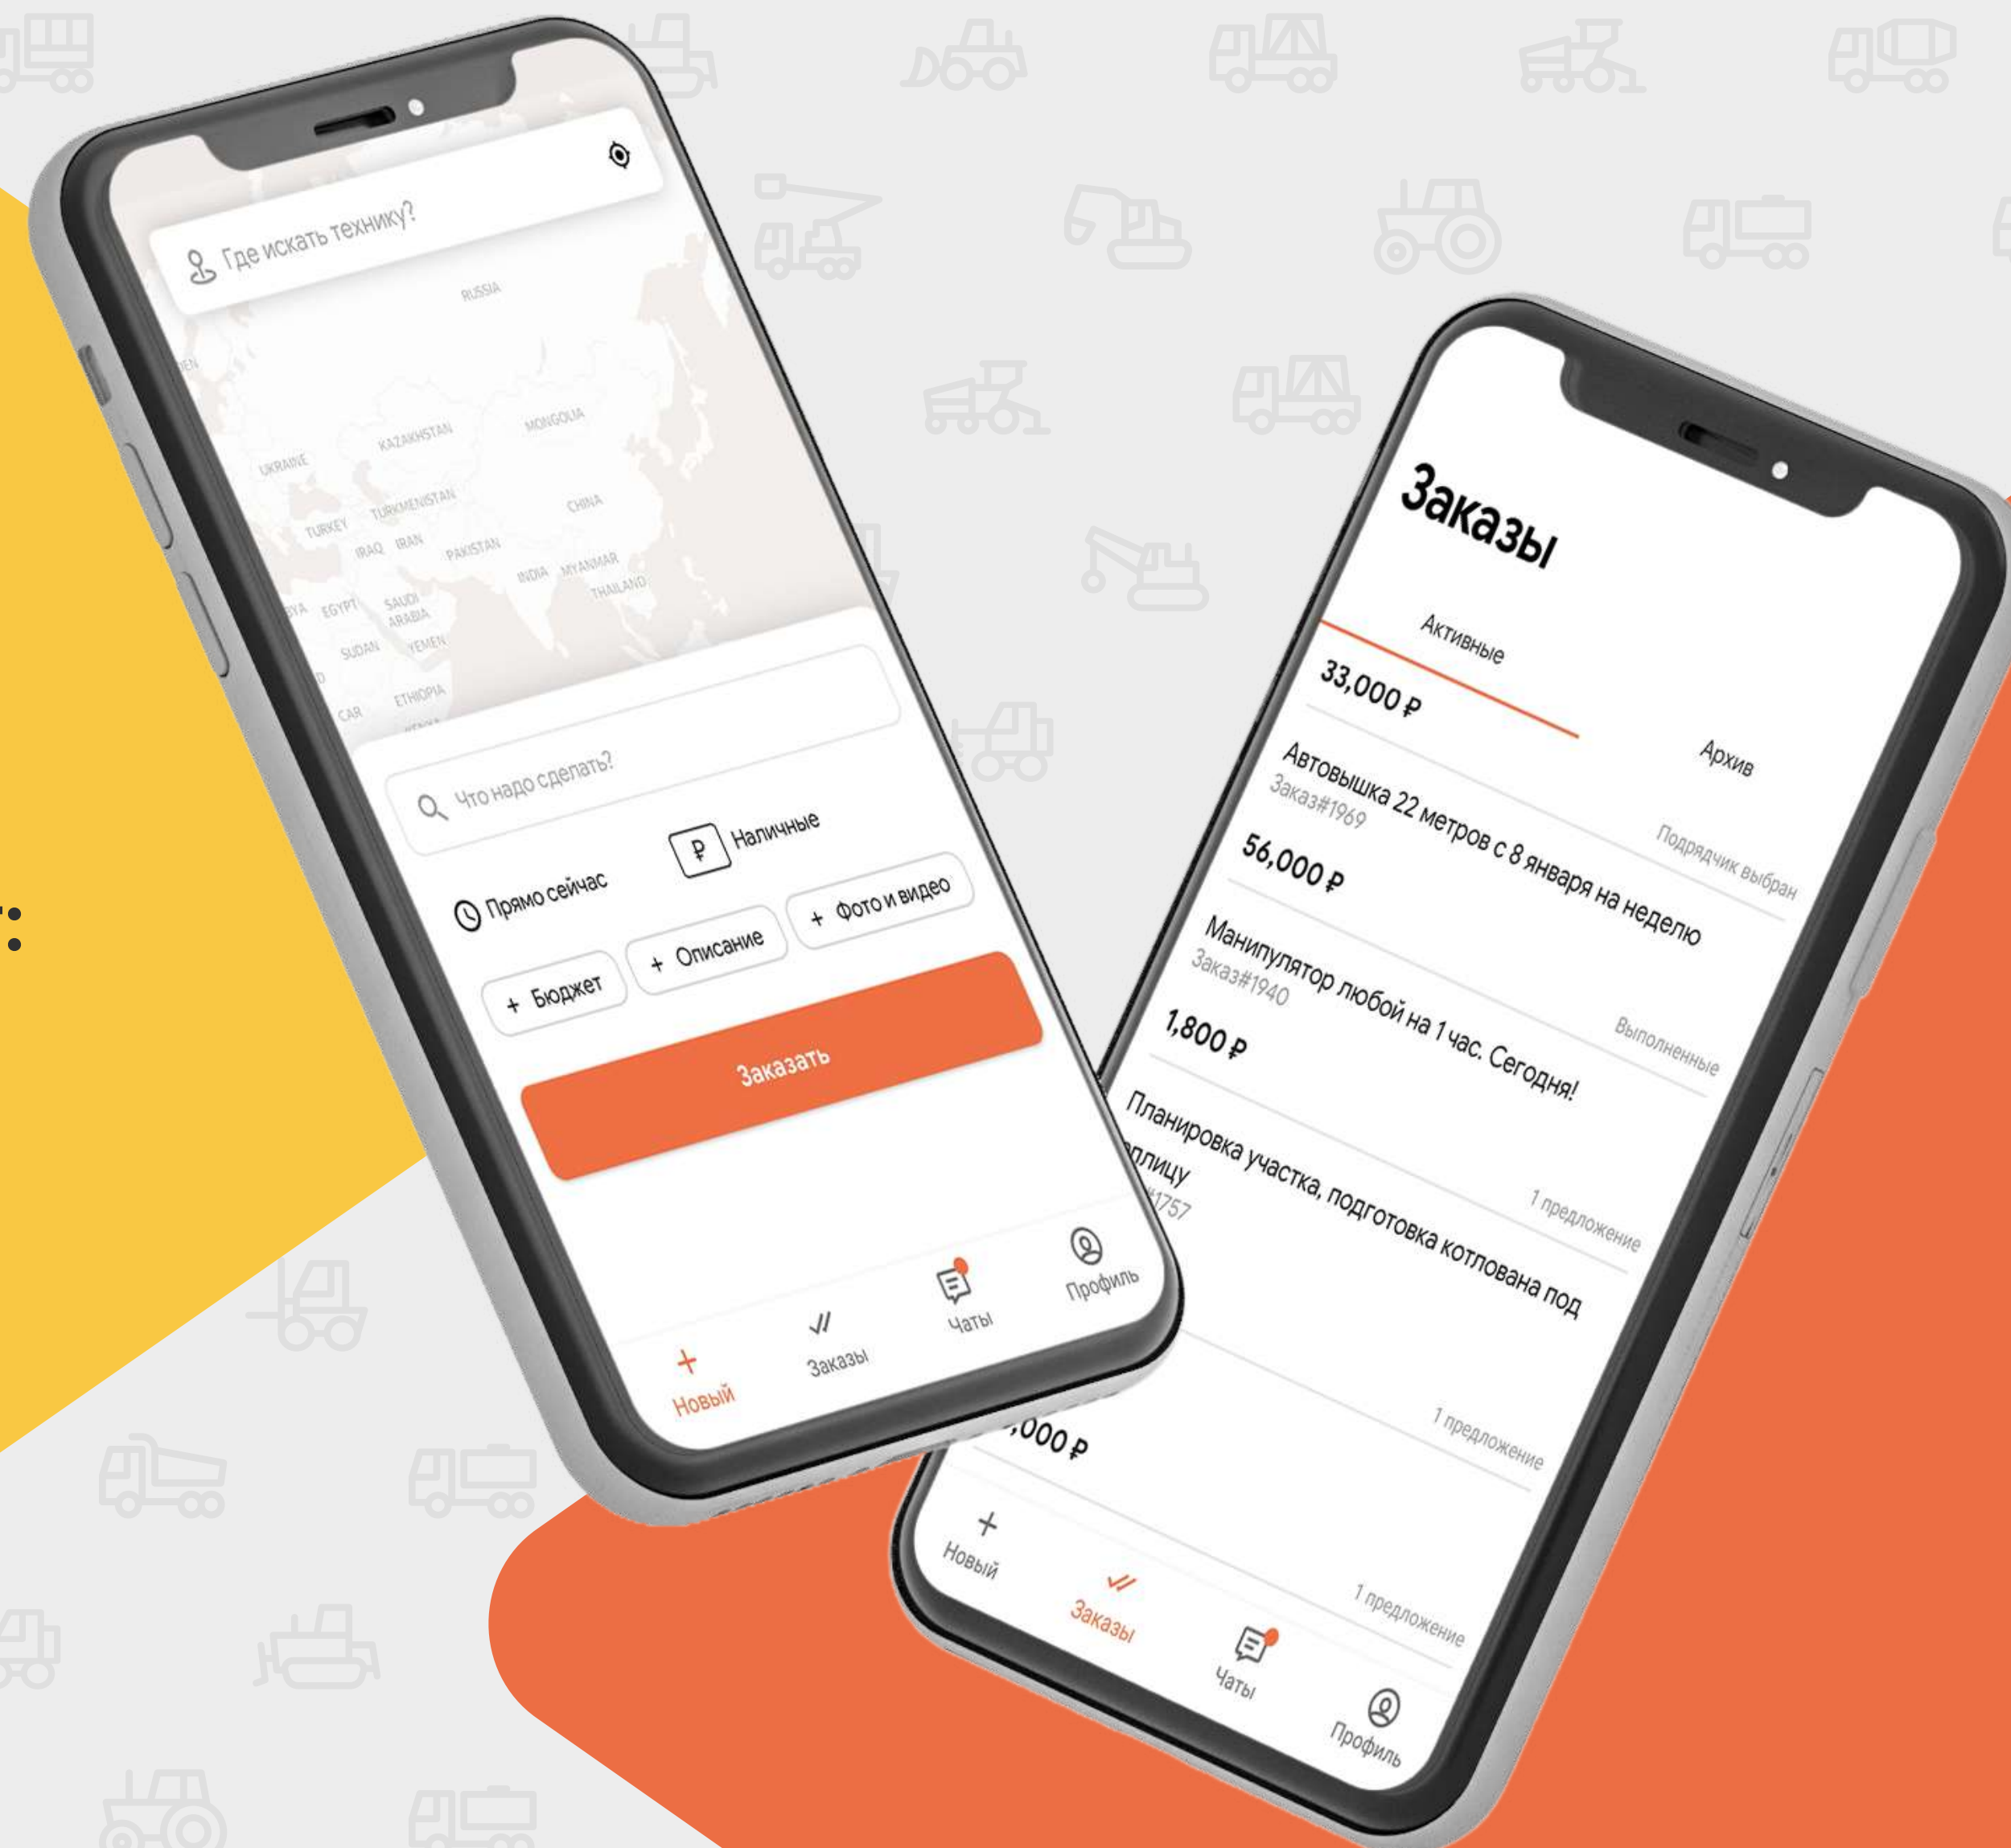 Где искать технику?
RUSSIA
KAZAKHSTAN
MONGOLIA
UKRAINE
TURKMENISTAN
CHINA
TURKEY
IRAQ
IRAN
PAKISTAN
INDIA
MYANMAR
THAILAND
EGYPT
SAUDI
ARABIA
SUDAN
YEMEN
CAR
ETHIOPIA
Что надо сделать?
Прямо сейчас
₽ Наличные
+ Бюджет
+ Описание
+ Фото и видео
Заказать
Новый
Заказы
Чаты
Профиль
Заказы
Активные
Архив
33,000 ₽
Подрядчик выбран
Автовышка 22 метров с 8 января на неделю
Заказ#1969
56,000 ₽
Выполненные
Манипулятор любой на 1 час. Сегодня!
Заказ#1940
1,800 ₽
1 предложение
Планировка участка, подготовка котлована под
#1757
1 предложение
,000 ₽
1 предложение
Новый
Заказы
Чаты
Профиль